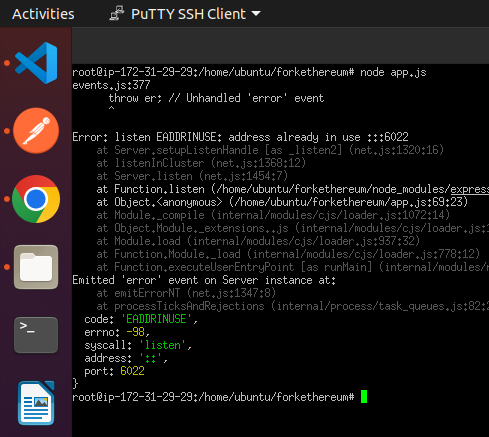 Activities PuTTY SSH Client
root@ip-172-31-29-29:/home/ubuntu/forkethereum# node app.js
events.js:377
throw er; // Unhandled 'error' event
^
Error: listen EADDRINUSE: address already in use :::6022
at Server.setupListenHandle [as _listen2] (net.js:1320:16)
at listenInCluster (net.js:1368:12)
at Server.listen (net.js:1454:7)
at Function.listen (/home/ubuntu/forkethereum/node_modules/express
at Object.<anonymous> (/home/ubuntu/forkethereum/app.js:69:23)
at Module._compile (internal/modules/cjs/loader.js:1072:14)
at Object.Module._extensions..js (internal/modules/cjs/loader.js:1
at Module.load (internal/modules/cjs/loader.js:937:32)
at Function.Module._load (internal/modules/cjs/loader.js:778:12)
at Function.executeUserEntryPoint [as runMain] (internal/modules/r
Emitted 'error' event on Server instance at:
at emitErrorNT (net.js:1347:8)
at processTicksAndRejections (internal/process/task_queues.js:82:2
code: 'EADDRINUSE',
errno: -98,
syscall: 'listen',
address: '::',
port: 6022
}
root@ip-172-31-29-29:/home/ubuntu/forkethereum#